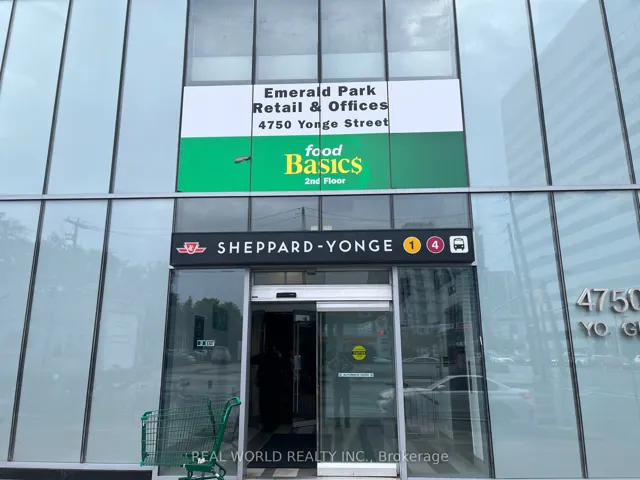 Emerald Park
Retail & Offices
4750 Yonge Street
food
Basic$
2nd Floor
SHEPPARD-YONGE 1 4
4750
REAL WORLD REALTY INC., Brokerage